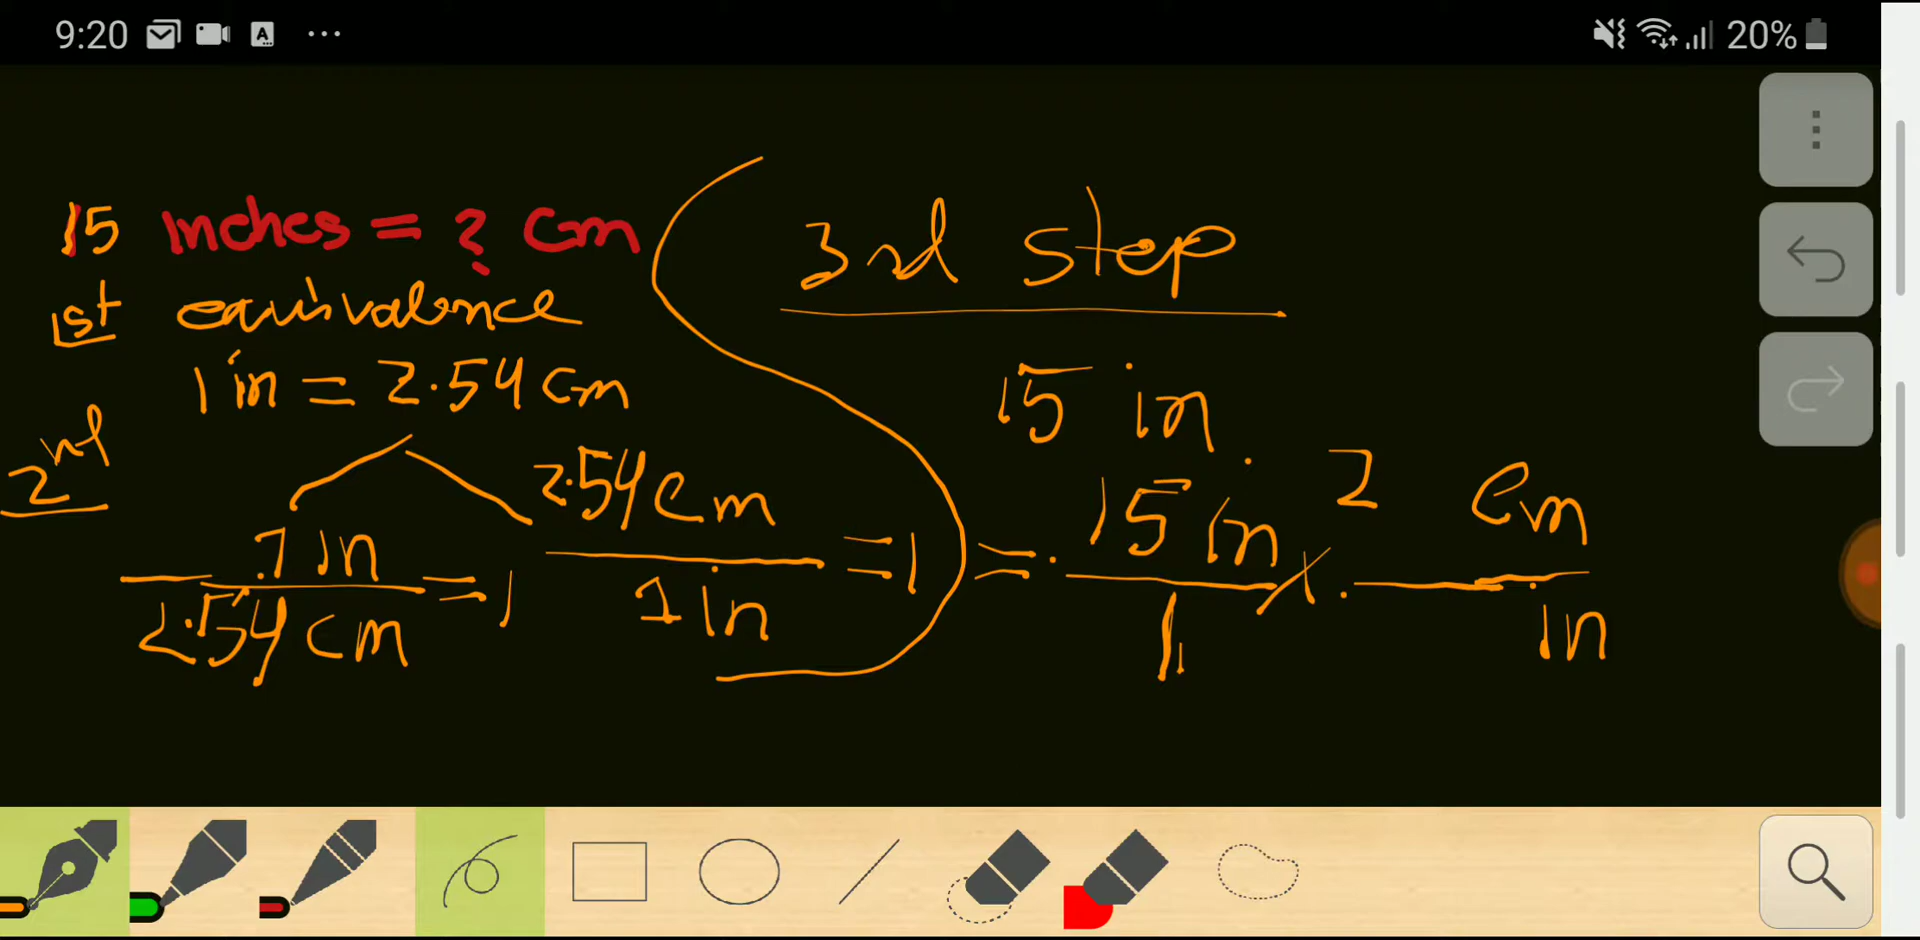 9:20 A ... 20%
15 Inches = ? Cm
1st equivalence
1 in = 2.54 cm
2nd
1 in / 2.54 cm = 1
2.54 cm / 1 in = 1
3rd step
15 in
= 15 in / 1 x 2 cm / in